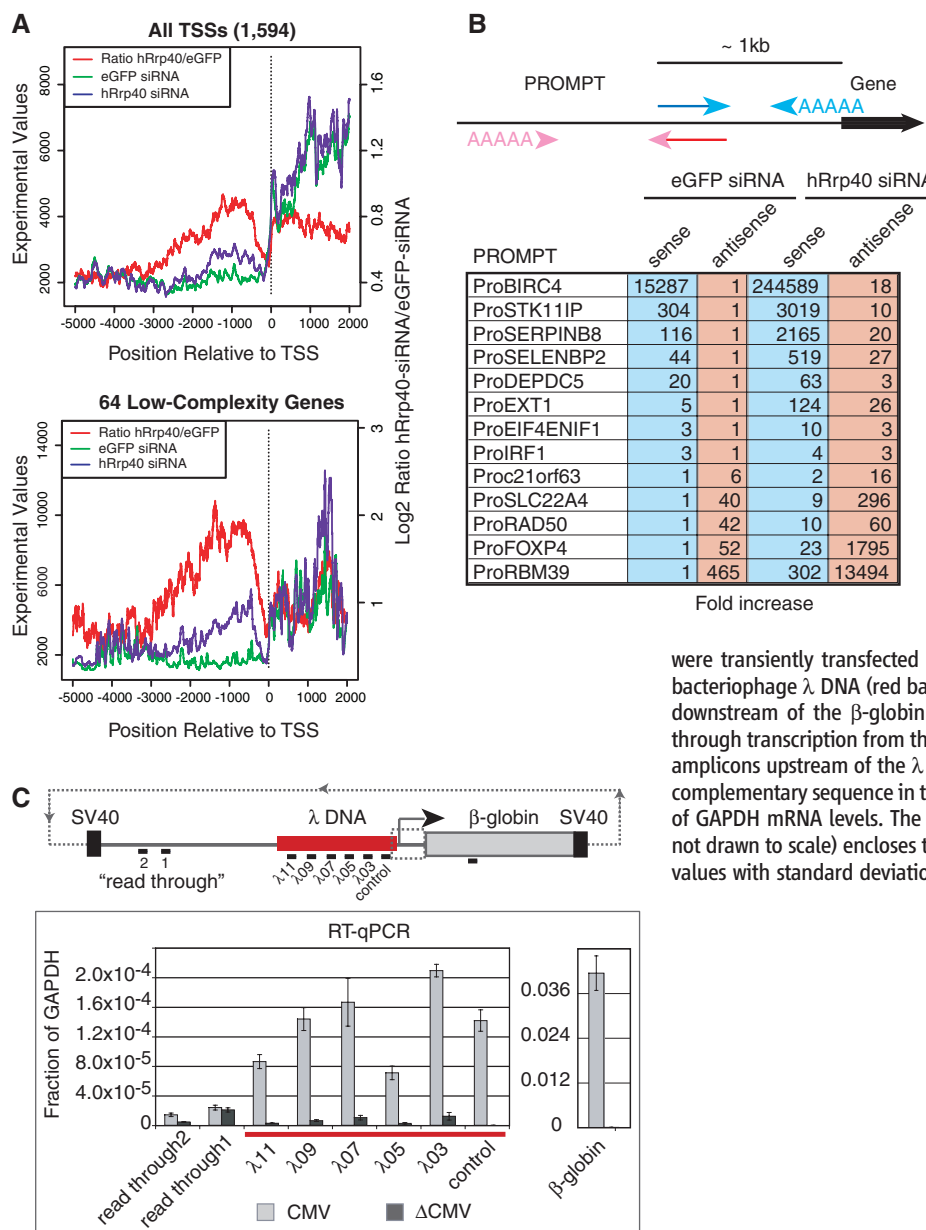 A
All TSSs (1,594)
Ratio hRrp40/eGFP
eGFP siRNA
hRrp40 siRNA
Experimental Values
8000
6000
4000
2000
1.6
1.2
0.8
0.4
-5000 -4000 -3000 -2000 -1000 0 1000 2000
Position Relative to TSS
Log2 Ratio hRrp40-siRNA/eGFP-siRNA
64 Low-Complexity Genes
Ratio hRrp40/eGFP
eGFP siRNA
hRrp40 siRNA
Experimental Values
14000
10000
6000
2000
3
2
1
-5000 -4000 -3000 -2000 -1000 0 1000 2000
Position Relative to TSS
B
~ 1kb
PROMPT Gene
AAAAA
AAAAA
eGFP siRNA hRrp40 siRNA
PROMPT sense antisense sense antisense
ProBIRC4 15287 1 244589 18
ProSTK11IP 304 1 3019 10
ProSERPINB8 116 1 2165 20
ProSELENBP2 44 1 519 27
ProDEPDC5 20 1 63 3
ProEXT1 5 1 124 26
ProEIF4ENIF1 3 1 10 3
ProIRF1 3 1 4 3
Proc21orf63 1 6 2 16
ProSLC22A4 1 40 9 296
ProRAD50 1 42 10 60
ProFOXP4 1 52 23 1795
ProRBM39 1 465 302 13494
Fold increase
were transiently transfected
bacteriophage λ DNA (red ba
downstream of the β-globin
through transcription from th
amplicons upstream of the λ
complementary sequence in t
of GAPDH mRNA levels. The
not drawn to scale) encloses t
values with standard deviatio
C
SV40 λ DNA β-globin SV40
2 1
"read through"
λ11 λ09 λ07 λ05 λ03 control
RT-qPCR
Fraction of GAPDH
2.0x10-4
1.6x10-4
1.2x10-4
8.0x10-5
4.0x10-5
0
0.036
0.024
0.012
0
read through2 read through1 λ11 λ09 λ07 λ05 λ03 control β-globin
CMV ΔCMV